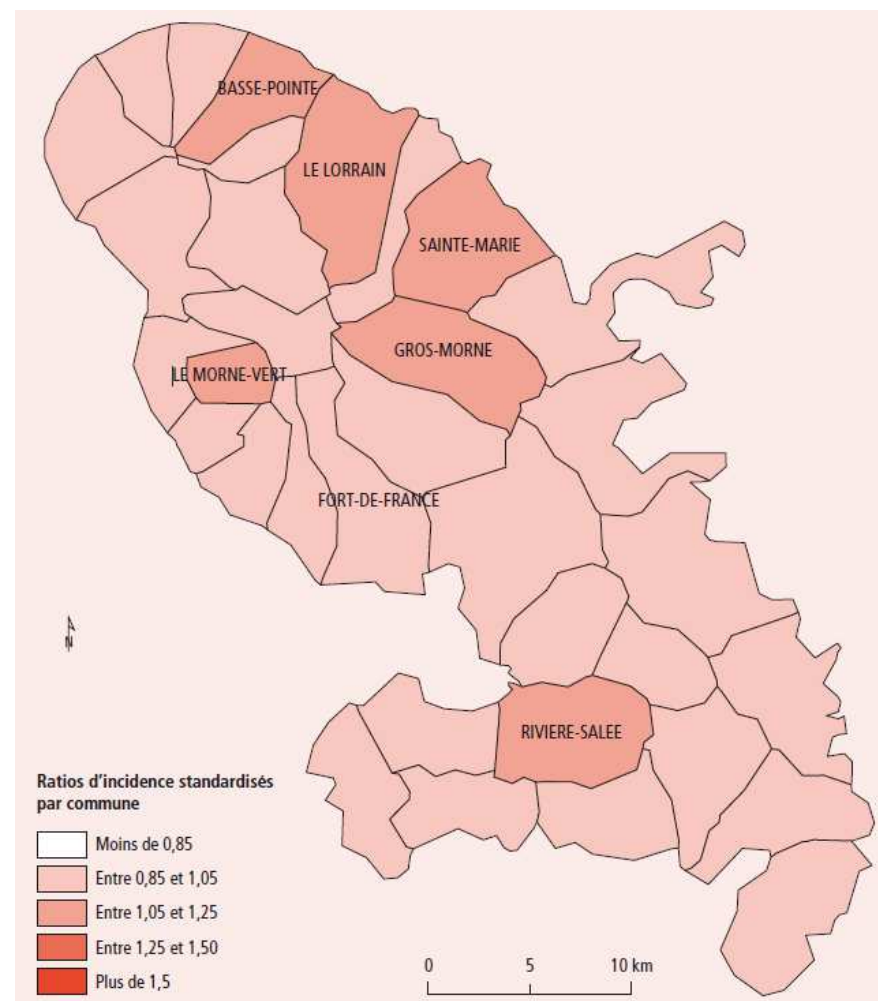 BASSE-POINTE
LE LORRAIN
SAINTE-MARIE
GROS-MORNE
LE MORNE-VERT
FORT-DE-FRANCE
N
RIVIERE-SALEE
Ratios d'incidence standardisés
par commune
Moins de 0,85
Entre 0,85 et 1,05
Entre 1,05 et 1,25
Entre 1,25 et 1,50
Plus de 1,5
0 5 10 km